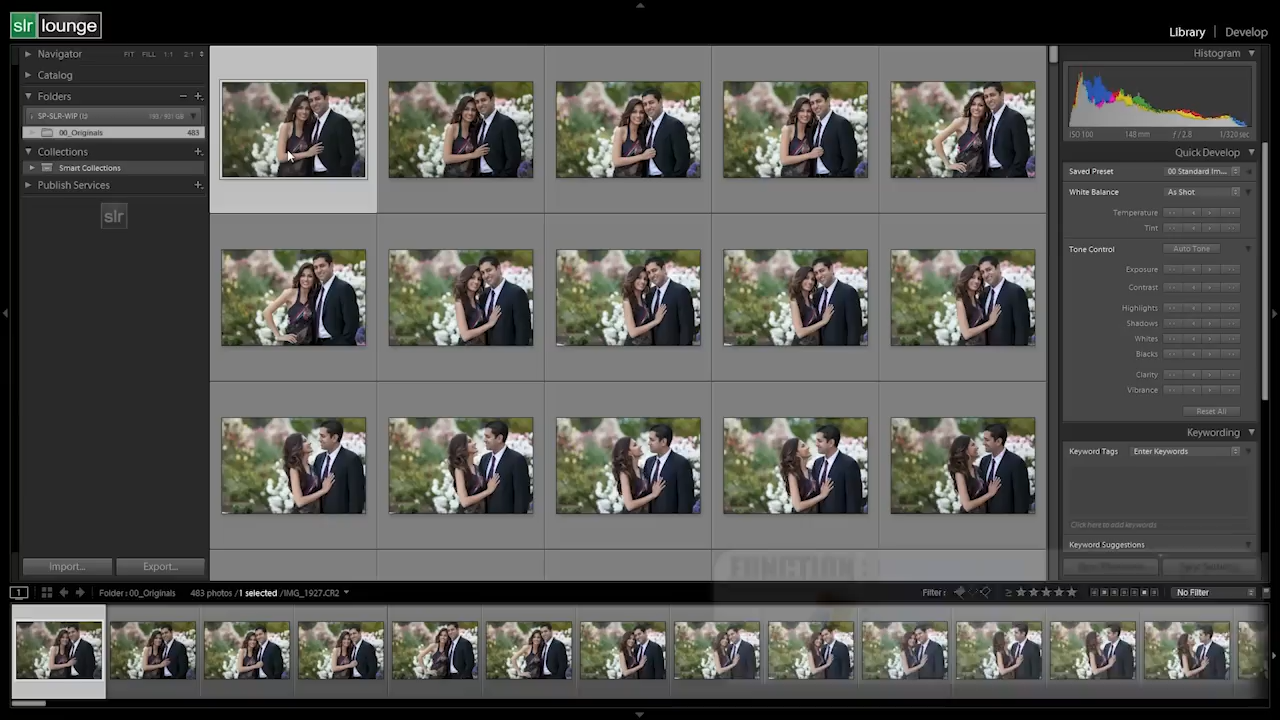 slr lounge
Library | Develop
Navigator FIT FILL 1:1 2:1
Catalog
Folders
SP-SLR-WIP (I:)
00_Originals 483
Collections
Smart Collections
Publish Services
slr
Import... Export...
Histogram
ISO 100 148 mm f / 2.8 1/320 sec
Quick Develop
Saved Preset 00 Standard Im...
White Balance As Shot
Temperature
Tint
Tone Control Auto Tone
Exposure
Contrast
Highlights
Shadows
Whites
Blacks
Clarity
Vibrance
Reset All
Keywording
Keyword Tags Enter Keywords
Click here to add keywords
Keyword Suggestions
FUNCTION
1 Folder : 00_Originals 483 photos / 1 selected / IMG_1927.CR2 Filter : No Filter